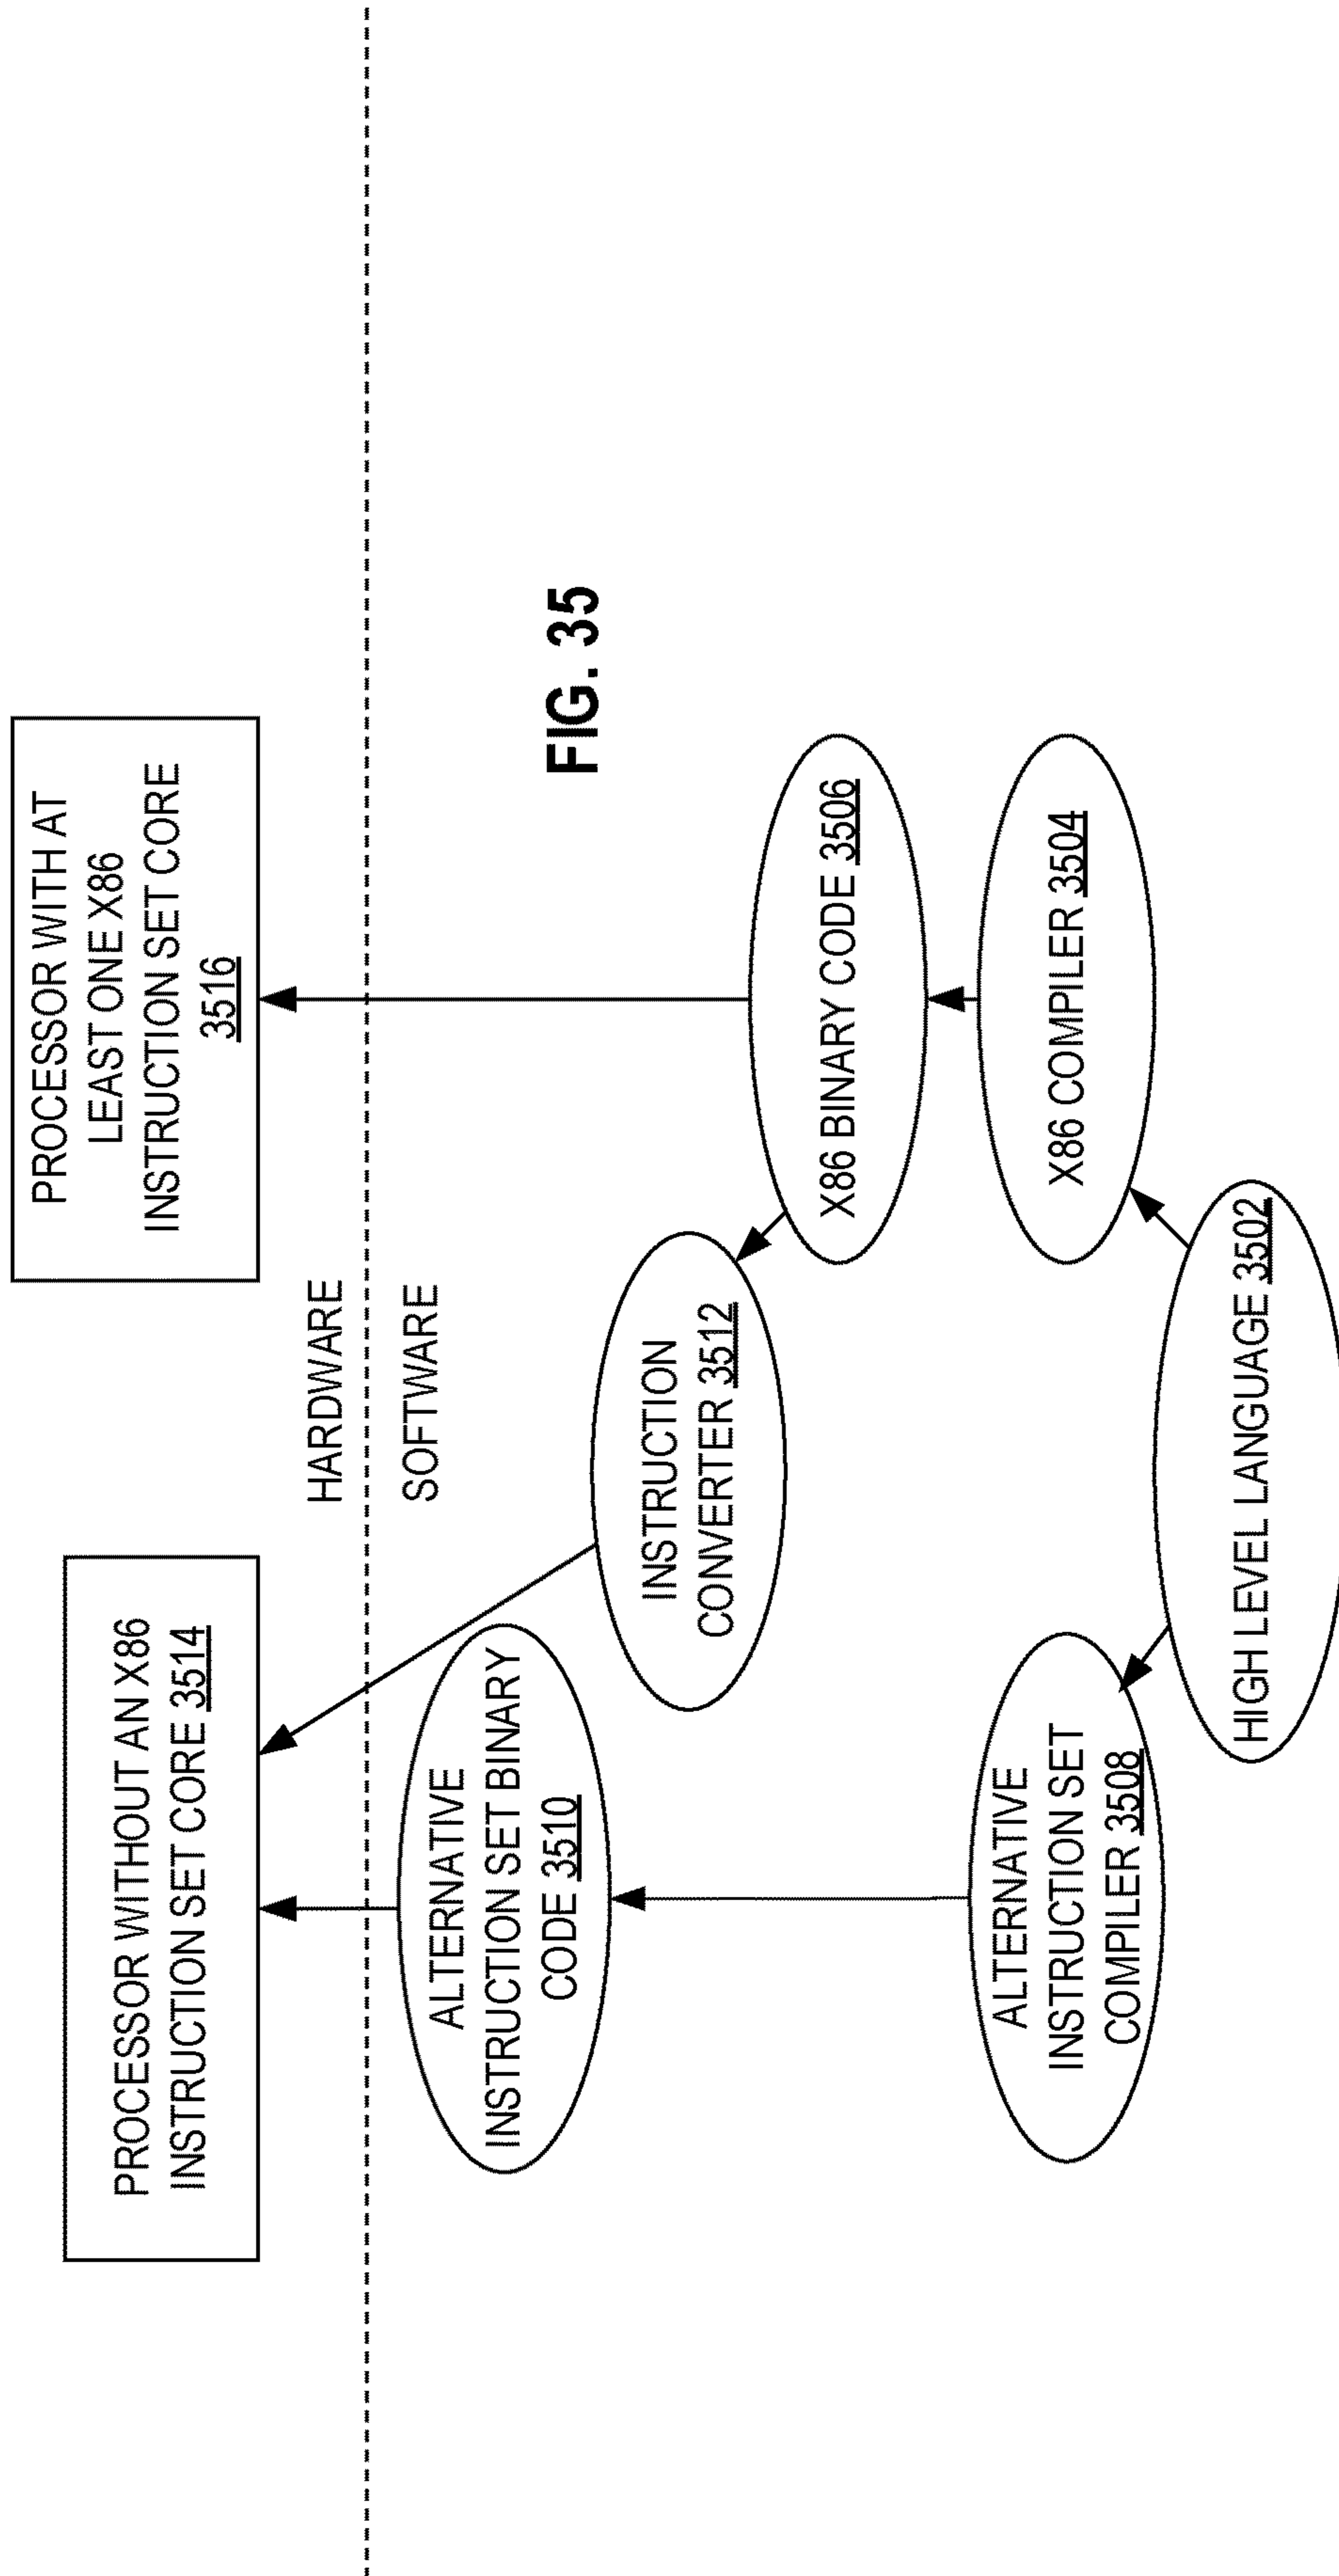 PROCESSOR WITHOUT AN X86
INSTRUCTION SET CORE 3514
PROCESSOR WITH AT
LEAST ONE X86
INSTRUCTION SET CORE
3516
HARDWARE
SOFTWARE
ALTERNATIVE
INSTRUCTION SET BINARY
CODE 3510
INSTRUCTION
CONVERTER 3512
FIG. 35
X86 BINARY CODE 3506
ALTERNATIVE
INSTRUCTION SET
COMPILER 3508
X86 COMPILER 3504
HIGH LEVEL LANGUAGE 3502